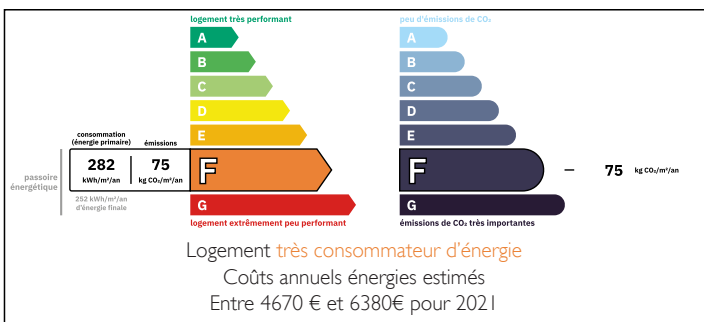 logement très performant
peu d'émissions de CO₂
A
B
C
D
E
F
G
A
B
C
D
E
F
G
consommation
(énergie primaire)
émissions
282
kWh/m²/an
75
kg CO₂/m²/an
passoire
énergétique
252 kWh/m²/an
d'énergie finale
– 75 kg CO₂/m²/an
logement extrêmement peu performant
émissions de CO₂ très importantes
Logement très consommateur d'énergie
Coûts annuels énergies estimés
Entre 4670 € et 6380€ pour 2021